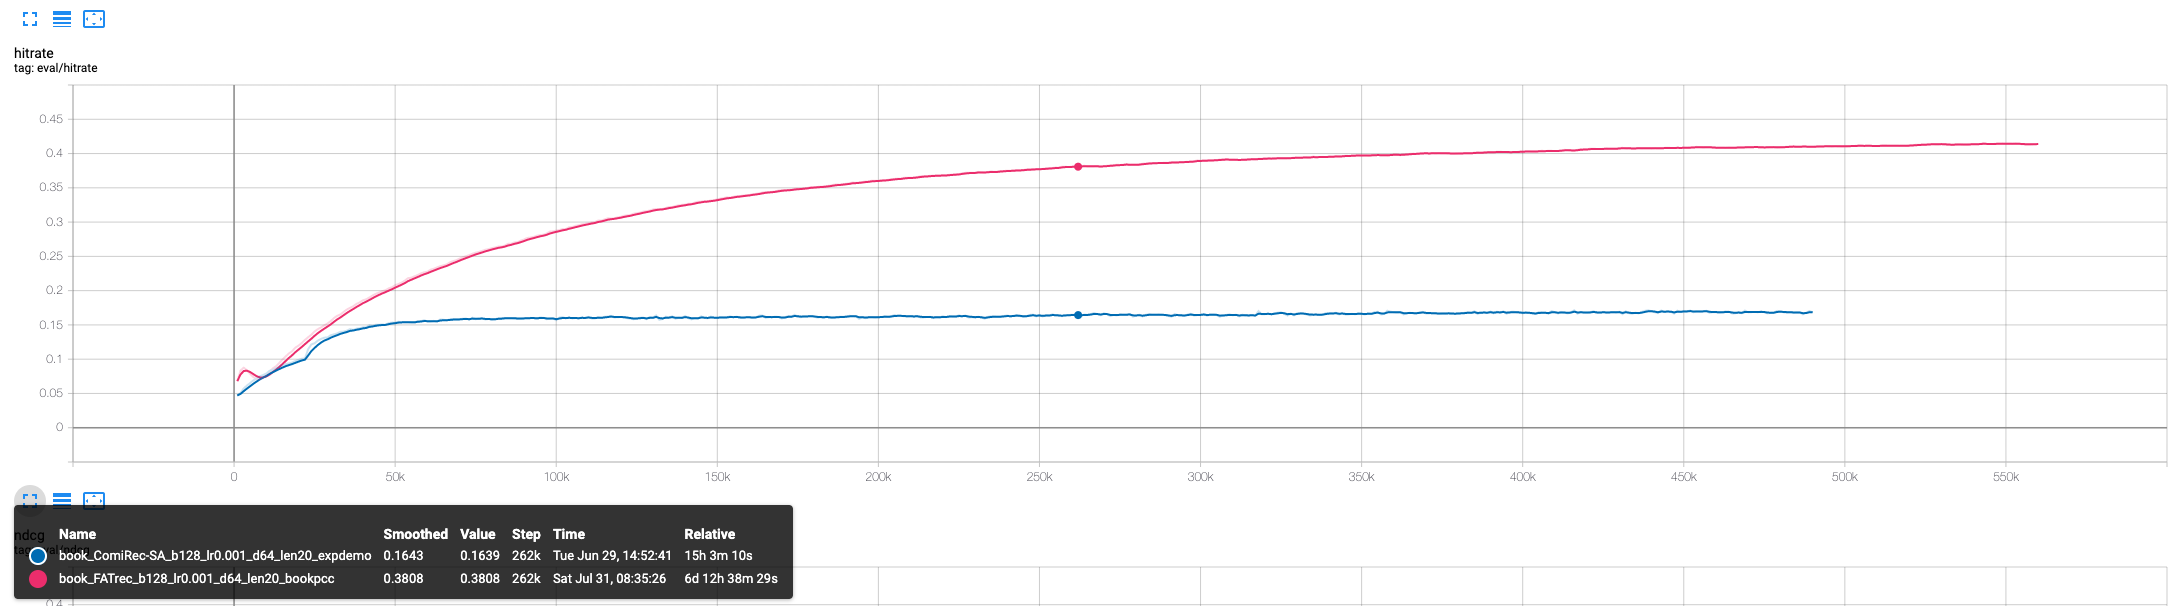 hitrate
tag: eval/hitrate
0.45
0.4
0.35
0.3
0.25
0.2
0.15
0.1
0.05
0
0 50k 100k 150k 200k 250k 300k 350k 400k 450k 500k 550k
ndcg
Name Smoothed Value Step Time Relative
book_ComiRec-SA_b128_lr0.001_d64_len20_expdemo 0.1643 0.1639 262k Tue Jun 29, 14:52:41 15h 3m 10s
book_FATrec_b128_lr0.001_d64_len20_bookpcc 0.3808 0.3808 262k Sat Jul 31, 08:35:26 6d 12h 38m 29s
0.4